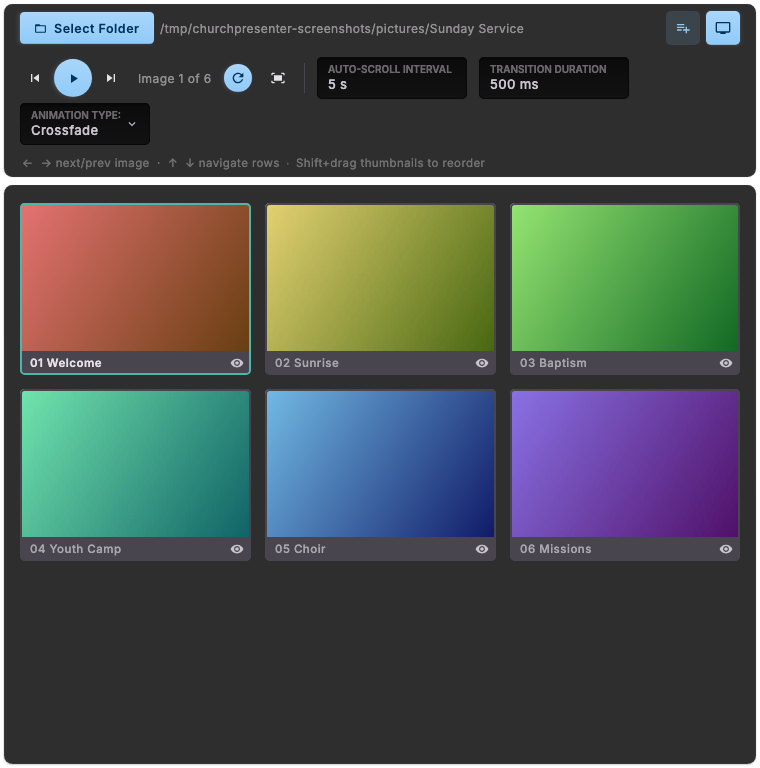 Select Folder /tmp/churchpresenter-screenshots/pictures/Sunday Service
Image 1 of 6
AUTO-SCROLL INTERVAL
5 s
TRANSITION DURATION
500 ms
ANIMATION TYPE:
Crossfade
← → next/prev image · ↑ ↓ navigate rows · Shift+drag thumbnails to reorder
01 Welcome
02 Sunrise
03 Baptism
04 Youth Camp
05 Choir
06 Missions